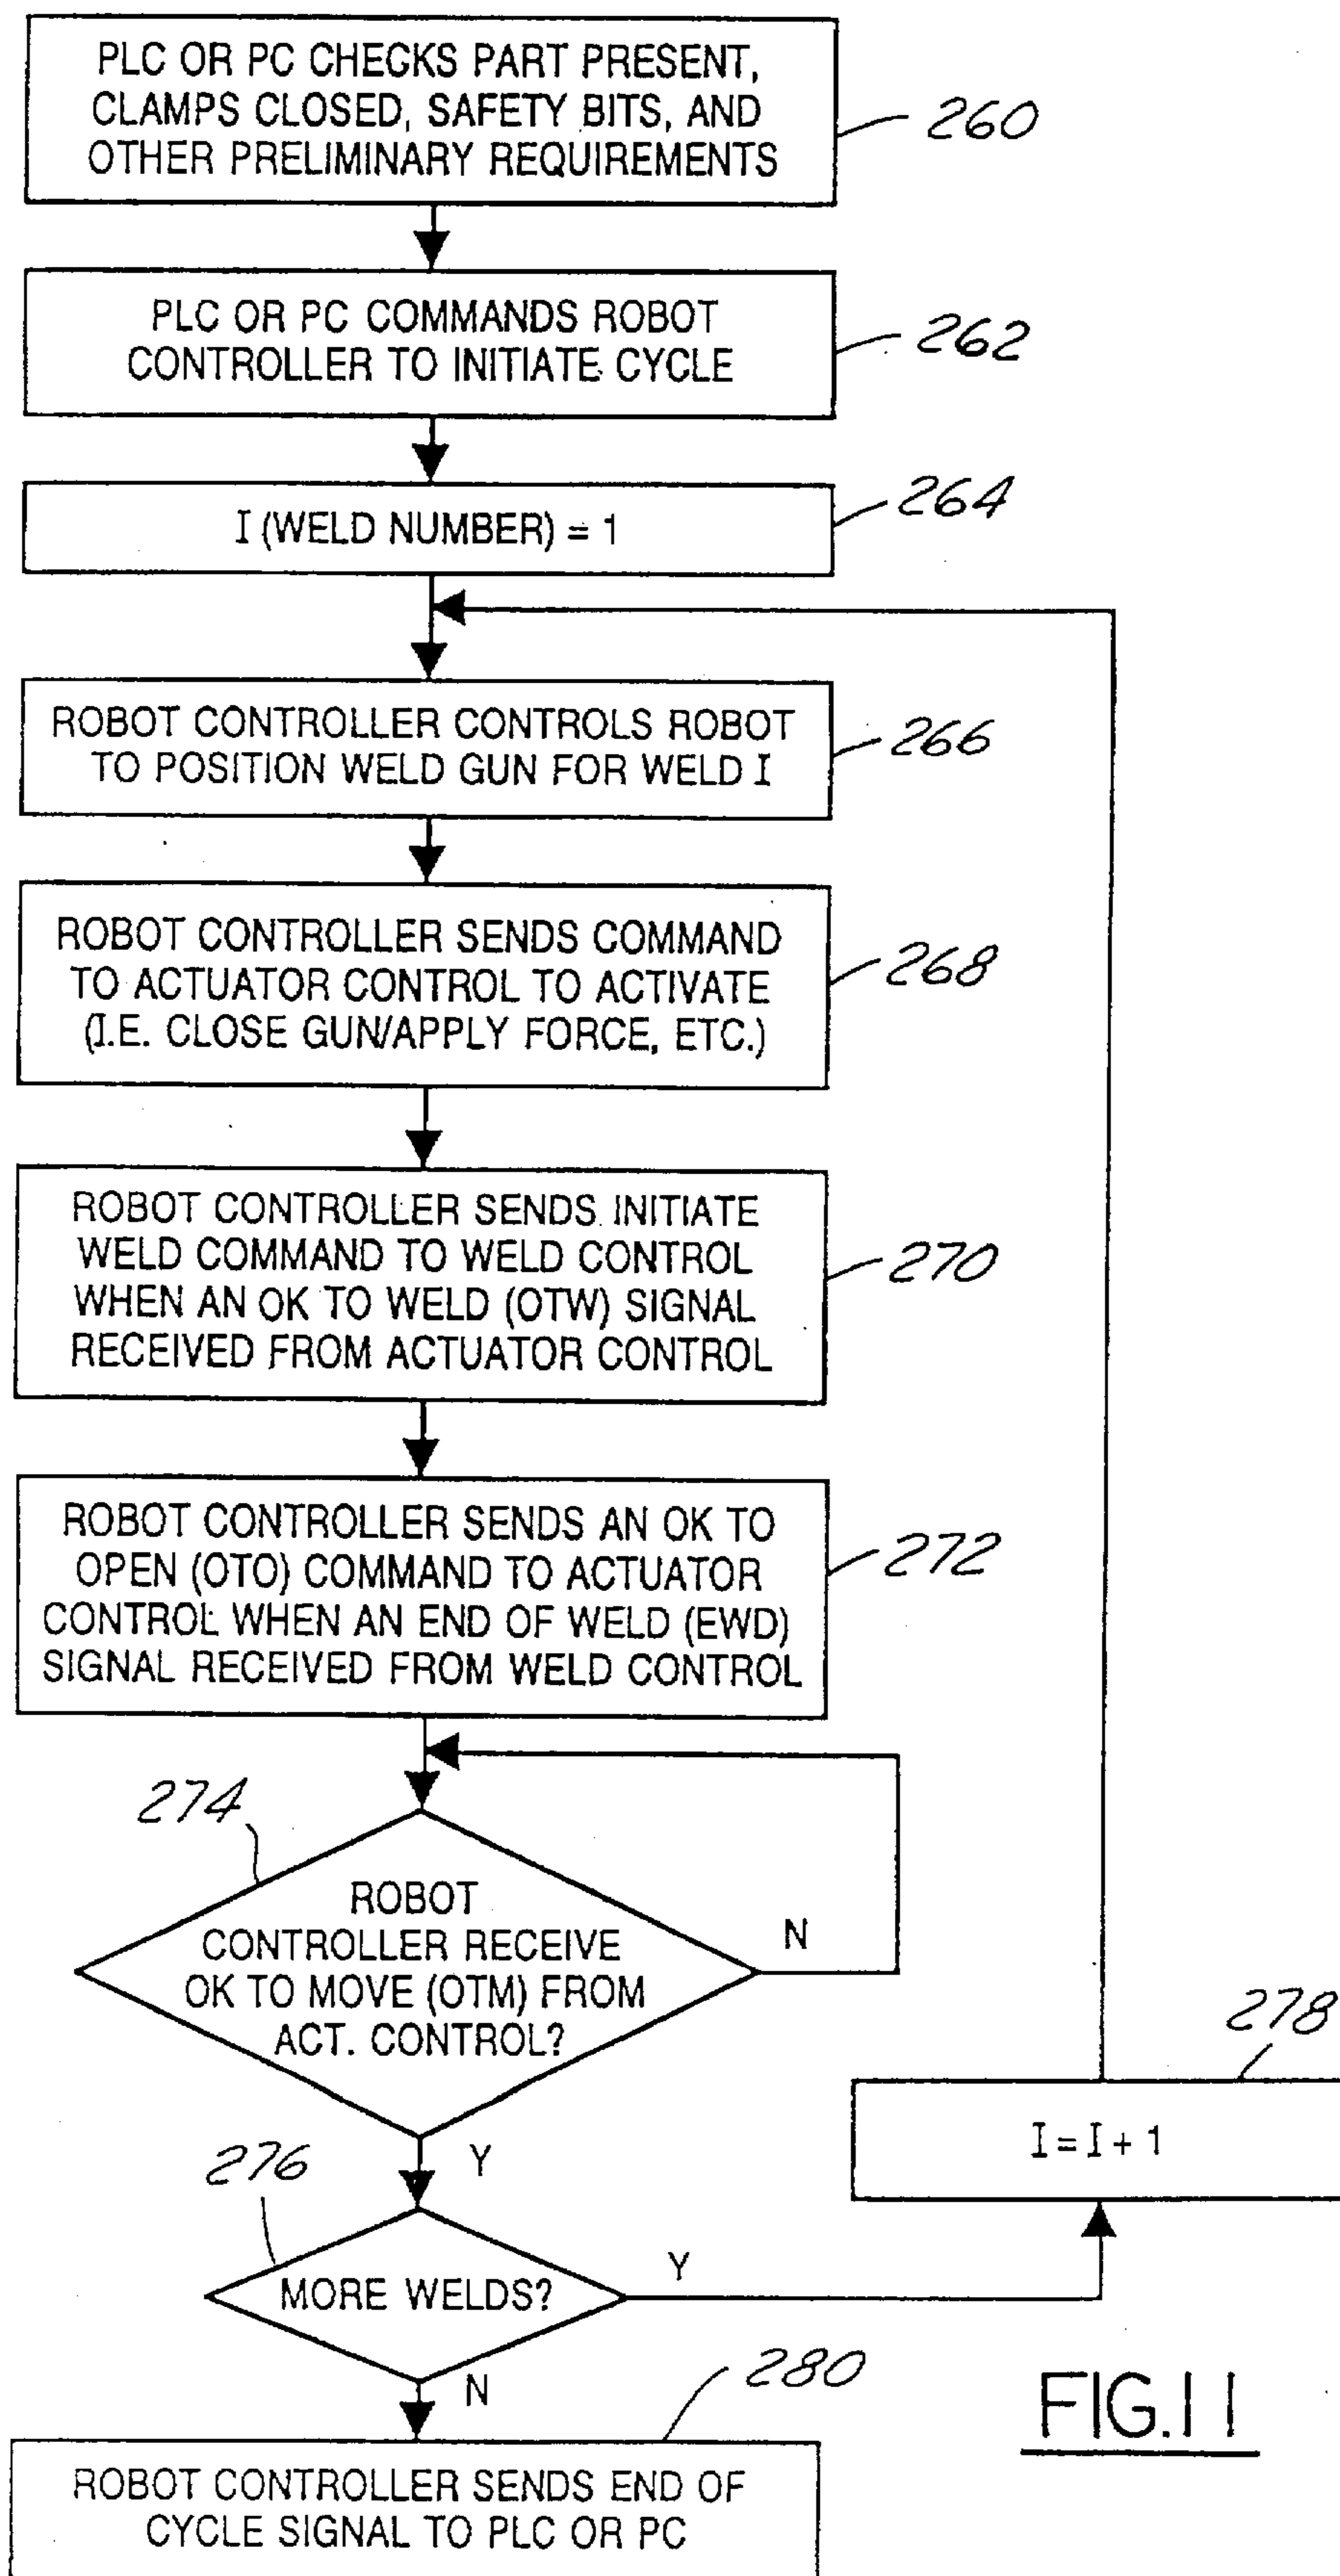 PLC OR PC CHECKS PART PRESENT,
CLAMPS CLOSED, SAFETY BITS, AND
OTHER PRELIMINARY REQUIREMENTS
260
PLC OR PC COMMANDS ROBOT
CONTROLLER TO INITIATE CYCLE
262
I (WELD NUMBER) = 1
264
ROBOT CONTROLLER CONTROLS ROBOT
TO POSITION WELD GUN FOR WELD I
266
ROBOT CONTROLLER SENDS COMMAND
TO ACTUATOR CONTROL TO ACTIVATE
(I.E. CLOSE GUN/APPLY FORCE, ETC.)
268
ROBOT CONTROLLER SENDS INITIATE
WELD COMMAND TO WELD CONTROL
WHEN AN OK TO WELD (OTW) SIGNAL
RECEIVED FROM ACTUATOR CONTROL
270
ROBOT CONTROLLER SENDS AN OK TO
OPEN (OTO) COMMAND TO ACTUATOR
CONTROL WHEN AN END OF WELD (EWD)
SIGNAL RECEIVED FROM WELD CONTROL
272
274
ROBOT
CONTROLLER RECEIVE
OK TO MOVE (OTM) FROM
ACT. CONTROL?
N
Y
278
I = I + 1
276
MORE WELDS?
Y
N
280
ROBOT CONTROLLER SENDS END OF
CYCLE SIGNAL TO PLC OR PC
FIG.11